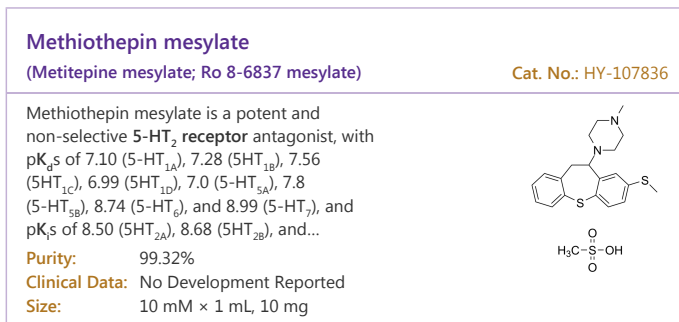 Methiothepin mesylate
(Metitepine mesylate; Ro 8-6837 mesylate) Cat. No.: HY-107836
Methiothepin mesylate is a potent and
non-selective 5-HT₂ receptor antagonist, with
pK_ds of 7.10 (5-HT₁A), 7.28 (5HT₁B), 7.56
(5HT₁C), 6.99 (5HT₁D), 7.0 (5-HT₅A), 7.8
(5-HT₅B), 8.74 (5-HT₆), and 8.99 (5-HT₇), and
pK_is of 8.50 (5HT₂A), 8.68 (5HT₂B), and...
Purity: 99.32%
Clinical Data: No Development Reported
Size: 10 mM × 1 mL, 10 mg
N
N
S
S
O
H₃C-S-OH
O